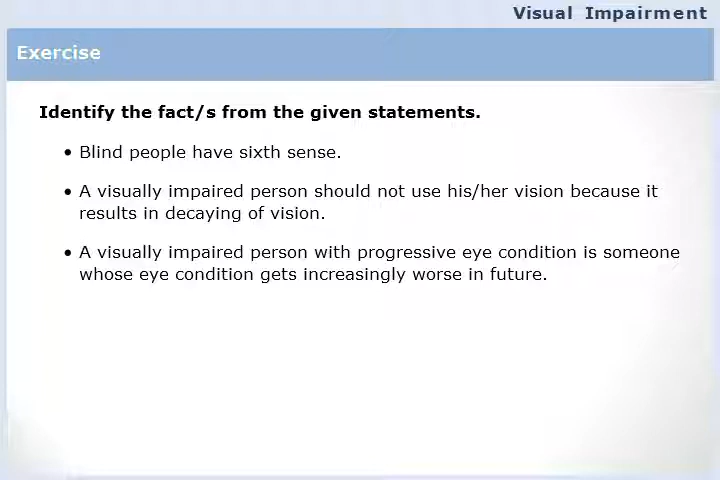 Visual Impairment
Exercise
Identify the fact/s from the given statements.
• Blind people have sixth sense.
• A visually impaired person should not use his/her vision because it
results in decaying of vision.
• A visually impaired person with progressive eye condition is someone
whose eye condition gets increasingly worse in future.